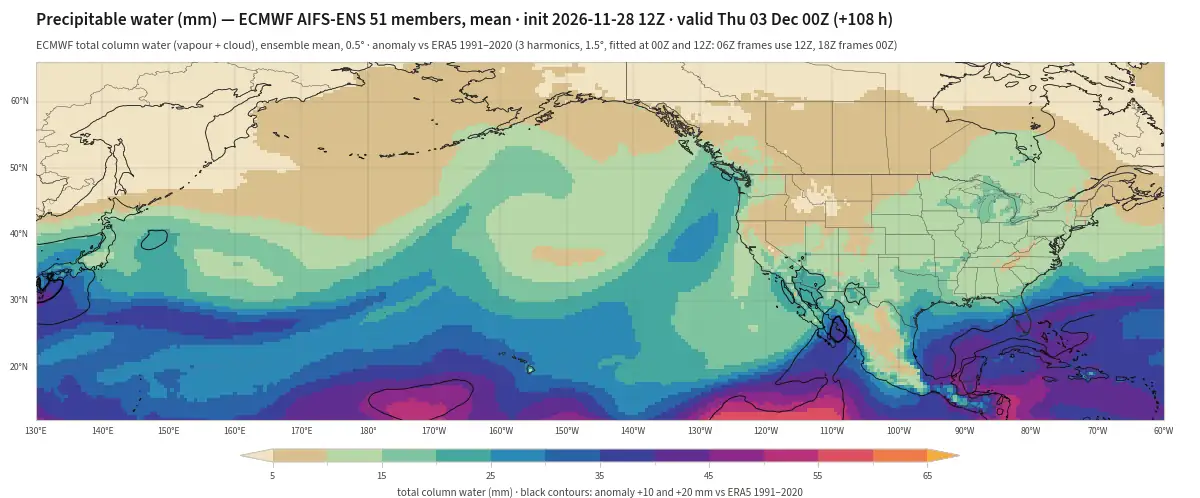 Precipitable water (mm) — ECMWF AIFS-ENS 51 members, mean · init 2026-11-28 12Z · valid Thu 03 Dec 00Z (+108 h)
ECMWF total column water (vapour + cloud), ensemble mean, 0.5° · anomaly vs ERA5 1991–2020 (3 harmonics, 1.5°, fitted at 00Z and 12Z: 06Z frames use 12Z, 18Z frames 00Z)
60°N
50°N
40°N
30°N
20°N
130°E 140°E 150°E 160°E 170°E 180° 170°W 160°W 150°W 140°W 130°W 120°W 110°W 100°W 90°W 80°W 70°W 60°W
5 15 25 35 45 55 65
total column water (mm) · black contours: anomaly +10 and +20 mm vs ERA5 1991–2020